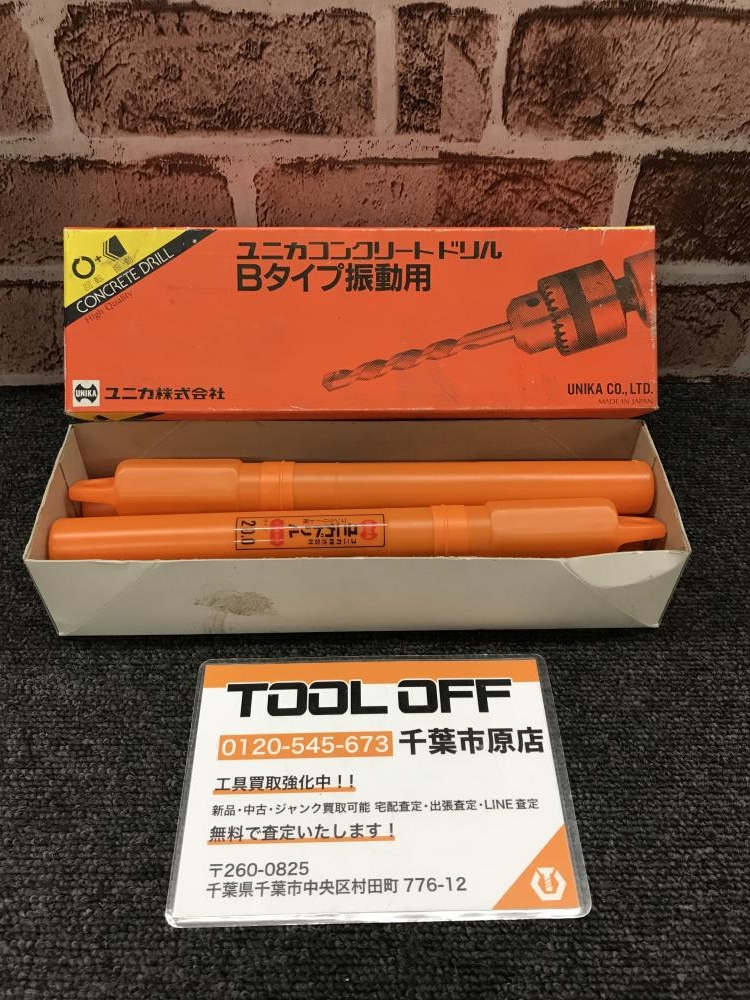 回転 振動
CONCRETE DRILL
High Quality
ユニカコンクリートドリル
Bタイプ振動用
UNIKA
ユニカ株式会社
UNIKA CO., LTD.
MADE IN JAPAN
20.0
TOOL OFF
0120-545-673 千葉市原店
工具買取強化中!!
新品・中古・ジャンク買取可能 宅配査定・出張査定・LINE査定
無料で査定いたします!
〒260-0825
千葉県千葉市中央区村田町 776-12